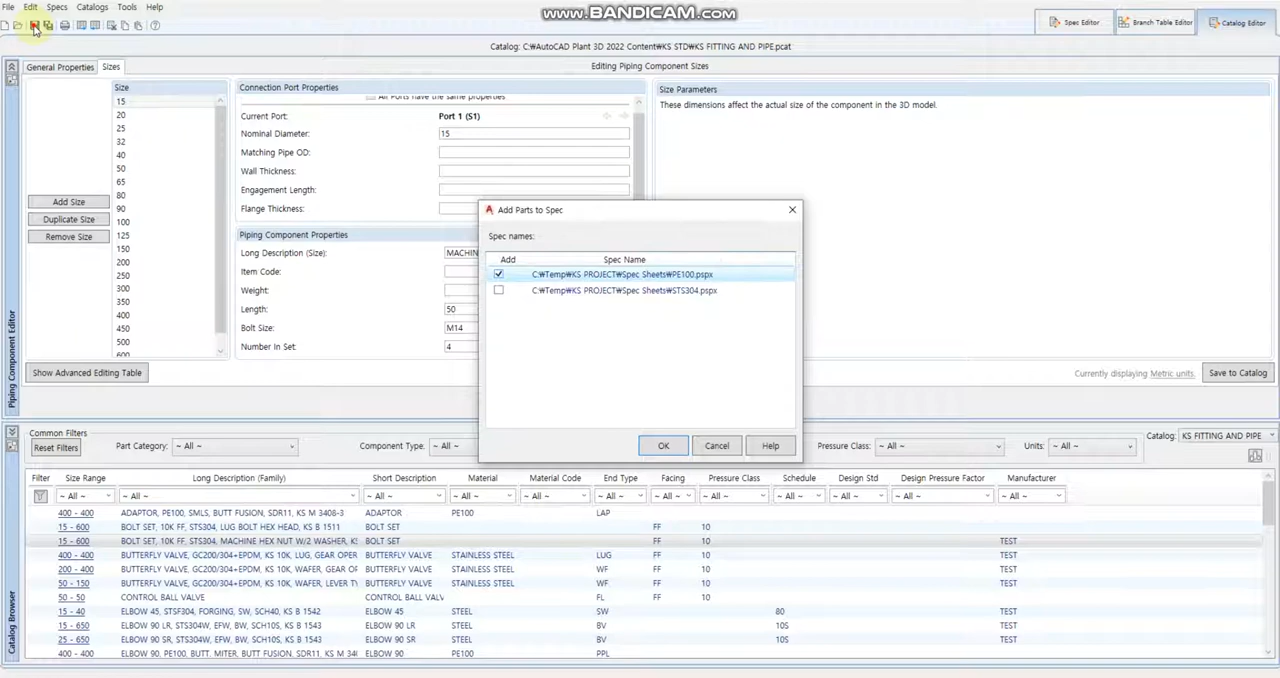 File Edit Specs Catalogs Tools Help
www.BANDICAM.com
Spec Editor Branch Table Editor Catalog Editor
Catalog: C:₩AutoCAD Plant 3D 2022 Content₩KS STD₩KS FITTING AND PIPE.pcat
General Properties Sizes Editing Piping Component Sizes
Size
15
20
25
32
40
50
65
80
90
100
125
150
200
250
300
350
400
450
500
600
Add Size
Duplicate Size
Remove Size
Connection Port Properties
All Ports have the same properties
Current Port: Port 1 (S1)
Nominal Diameter: 15
Matching Pipe OD:
Wall Thickness:
Engagement Length:
Flange Thickness:
Piping Component Properties
Long Description (Size): MACHIN
Item Code:
Weight:
Length: 50
Bolt Size: M14
Number In Set: 4
Size Parameters
These dimensions affect the actual size of the component in the 3D model.
Add Parts to Spec
Spec names:
Add Spec Name
C:₩Temp₩KS PROJECT₩Spec Sheets₩PE100.pspx
C:₩Temp₩KS PROJECT₩Spec Sheets₩STS304.pspx
OK Cancel Help
Show Advanced Editing Table
Currently displaying Metric units. Save to Catalog
Piping Component Editor
Common Filters
Reset Filters Part Category: ~ All ~ Component Type: ~ All ~ Pressure Class: ~ All ~ Units: ~ All ~ Catalog: KS FITTING AND PIPE
Filter Size Range Long Description (Family) Short Description Material Material Code End Type Facing Pressure Class Schedule Design Std Design Pressure Factor Manufacturer
~ All ~ ~ All ~ ~ All ~ ~ All ~ ~ All ~ ~ All ~ ~ All ~ ~ All ~ ~ All ~ ~ All ~ ~ All ~ ~ All ~
400 - 400 ADAPTOR, PE100, SMLS, BUTT FUSION, SDR11, KS M 3408-3 ADAPTOR PE100 LAP
15 - 600 BOLT SET, 10K FF, STS304, LUG BOLT HEX HEAD, KS B 1511 BOLT SET FF 10
15 - 600 BOLT SET, 10K FF, STS304, MACHINE HEX NUT W/2 WASHER, KS BOLT SET FF 10 TEST
400 - 400 BUTTERFLY VALVE, GC200/304+EPDM, KS 10K, LUG, GEAR OPER BUTTERFLY VALVE STAINLESS STEEL LUG FF 10 TEST
200 - 400 BUTTERFLY VALVE, GC200/304+EPDM, KS 10K, WAFER, GEAR OF BUTTERFLY VALVE STAINLESS STEEL WF FF 10 TEST
50 - 150 BUTTERFLY VALVE, GC200/304+EPDM, KS 10K, WAFER, LEVER TY BUTTERFLY VALVE STAINLESS STEEL WF FF 10 TEST
50 - 50 CONTROL BALL VALVE CONTROL BALL VALV FL FF 10
15 - 40 ELBOW 45, STSF304, FORGING, SW, SCH40, KS B 1542 ELBOW 45 STEEL SW 80 TEST
15 - 650 ELBOW 90 LR, STS304W, EFW, BW, SCH10S, KS B 1543 ELBOW 90 LR STEEL BV 10S TEST
25 - 650 ELBOW 90 SR, STS304W, EFW, BW, SCH10S, KS B 1543 ELBOW 90 SR STEEL BV 10S TEST
400 - 400 ELBOW 90, PE100, BUTT, MITER, BUTT FUSION, SDR11, KS M 34 ELBOW 90 PE100 PPL
Catalog Browser